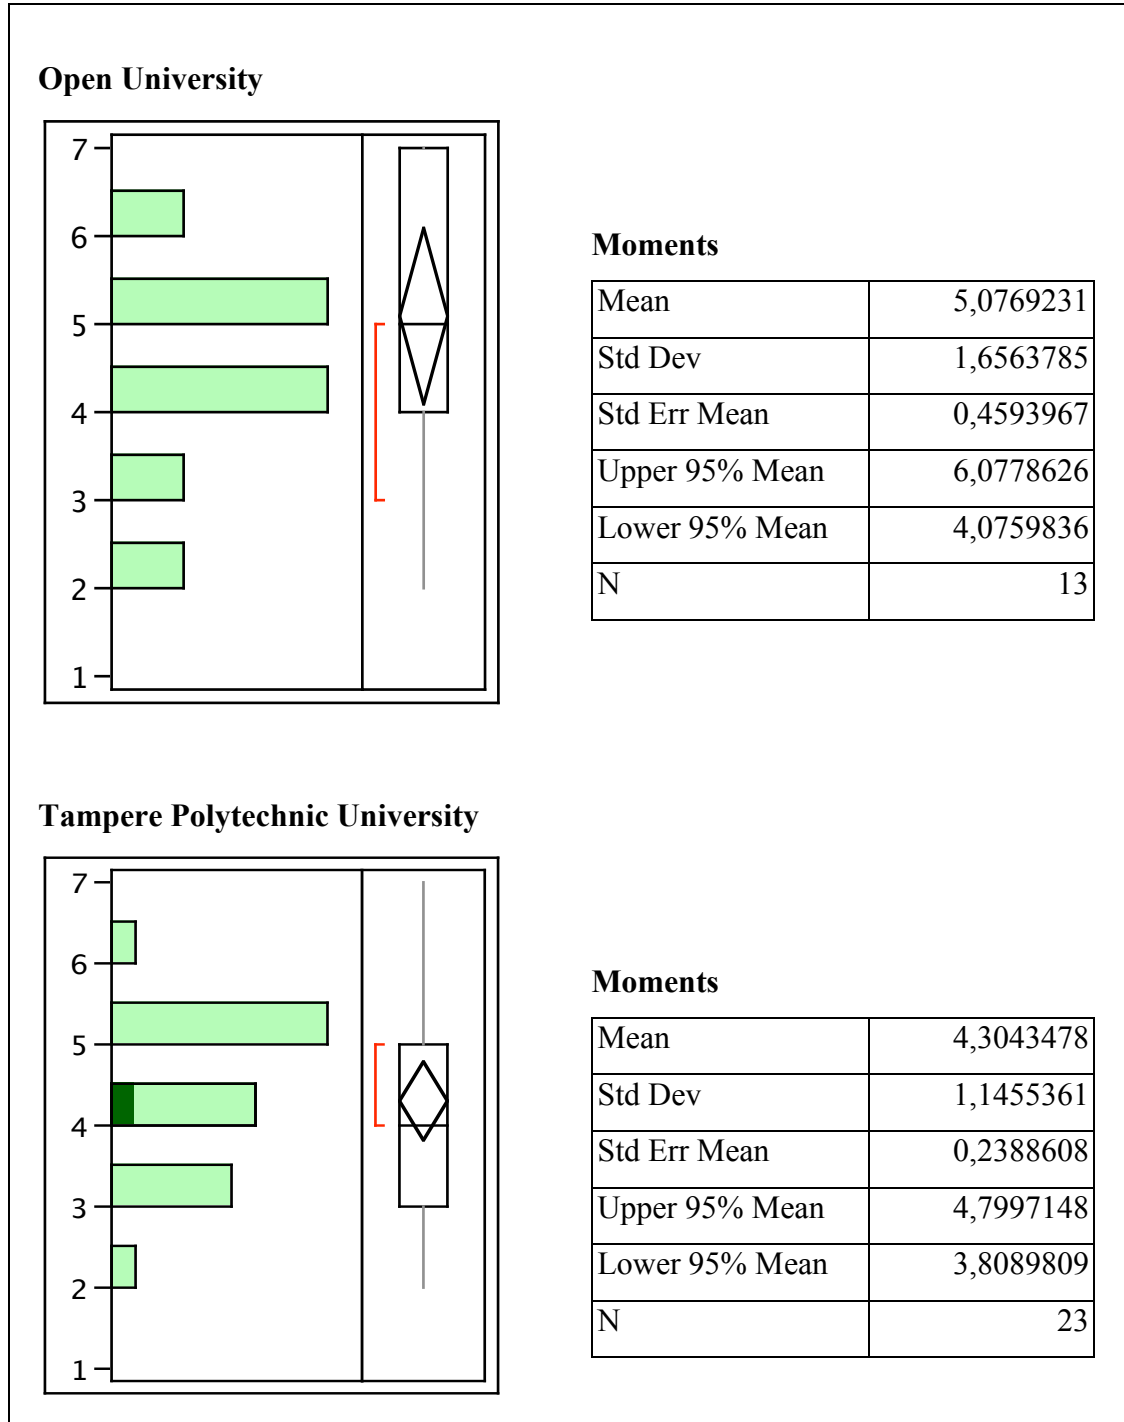 Open University
7
6
5
4
3
2
1
Moments
Mean 5,0769231
Std Dev 1,6563785
Std Err Mean 0,4593967
Upper 95% Mean 6,0778626
Lower 95% Mean 4,0759836
N 13
Tampere Polytechnic University
7
6
5
4
3
2
1
Moments
Mean 4,3043478
Std Dev 1,1455361
Std Err Mean 0,2388608
Upper 95% Mean 4,7997148
Lower 95% Mean 3,8089809
N 23